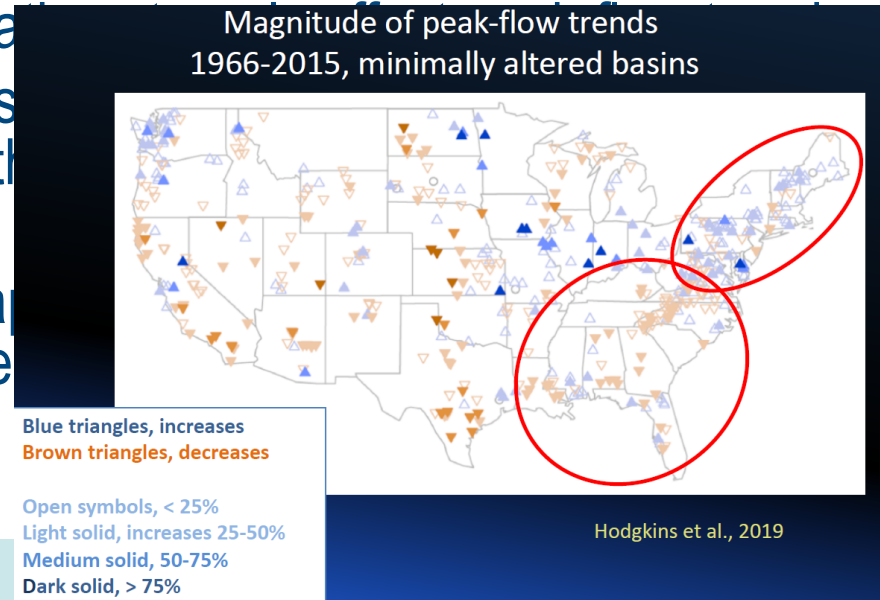 Magnitude of peak-flow trends
1966-2015, minimally altered basins
Blue triangles, increases
Brown triangles, decreases
Open symbols, < 25%
Light solid, increases 25-50%
Medium solid, 50-75%
Dark solid, > 75%
Hodgkins et al., 2019